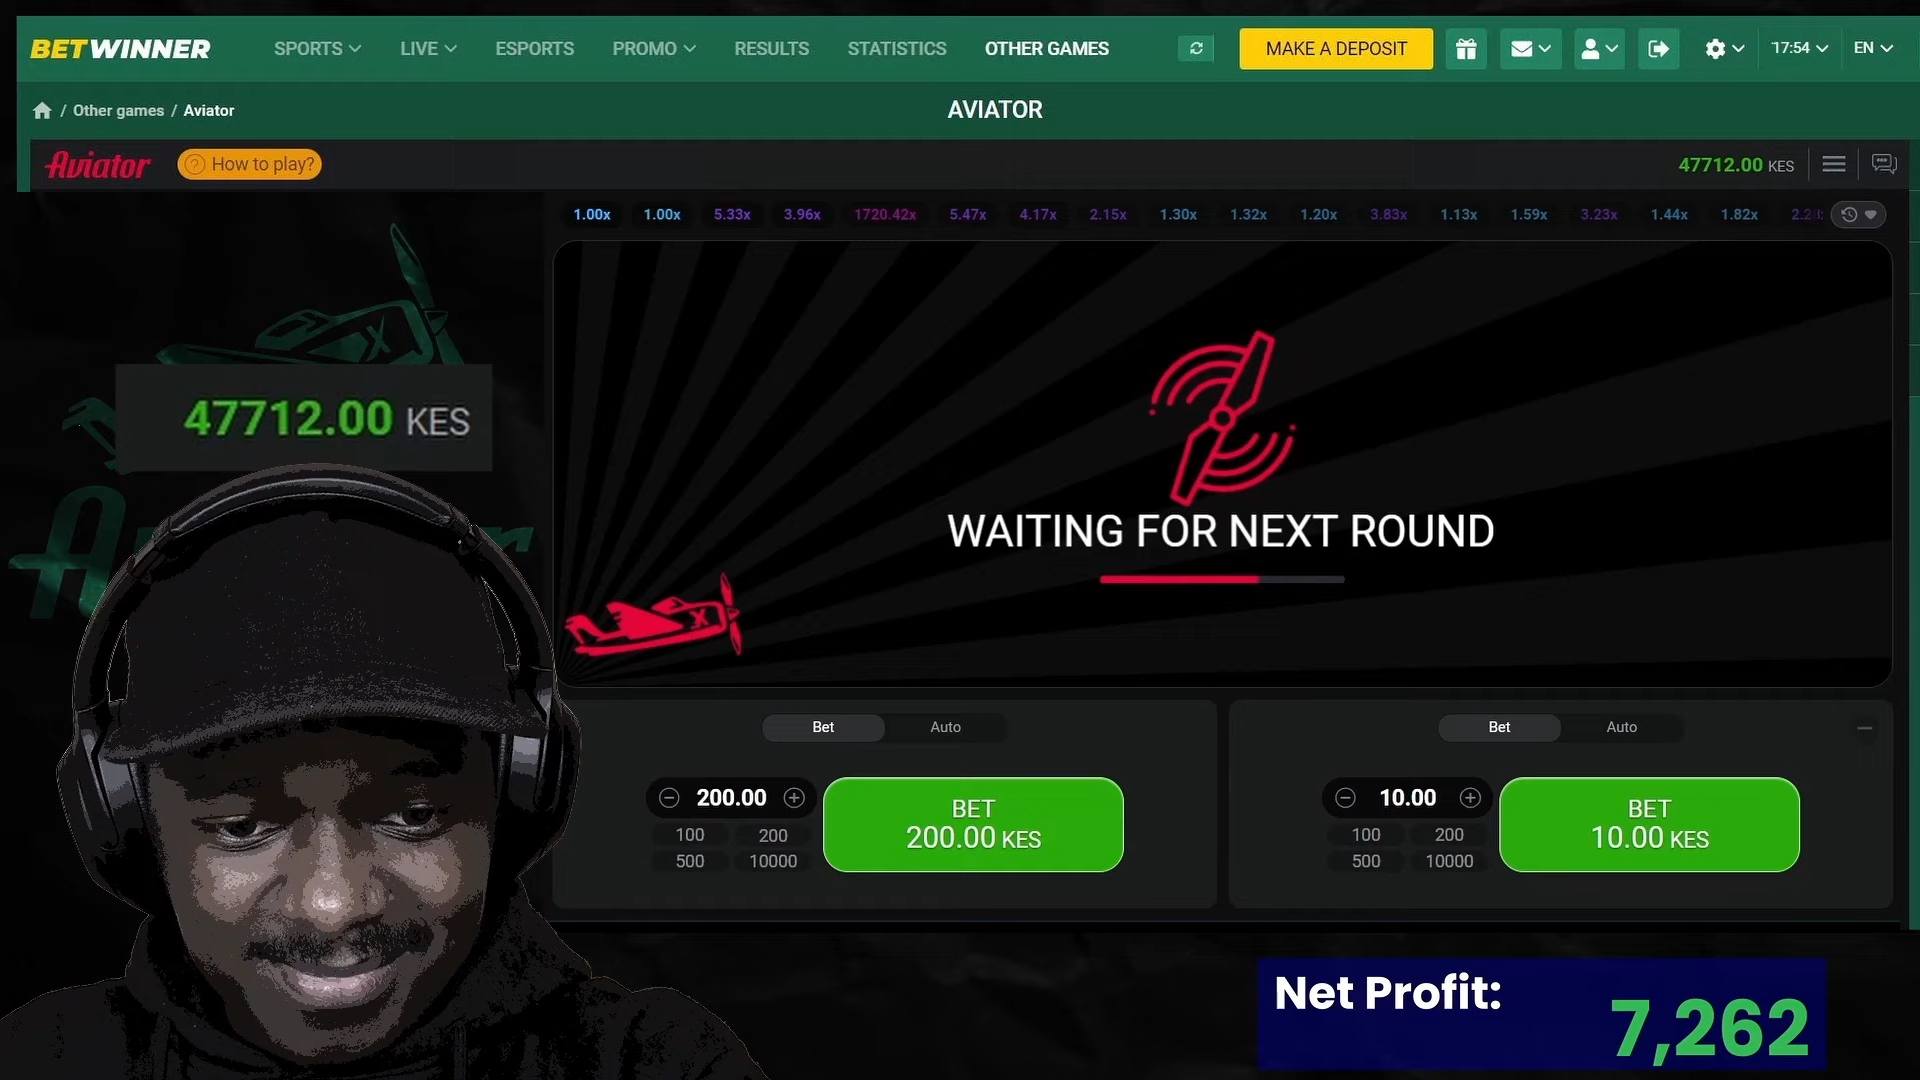 BETWINNER SPORTS LIVE ESPORTS PROMO RESULTS STATISTICS OTHER GAMES MAKE A DEPOSIT 17:54 EN
/ Other games / Aviator
AVIATOR
Aviator
? How to play?
47712.00 KES
1.00x 1.00x 5.33x 3.96x 1720.42x 5.47x 4.17x 2.15x 1.30x 1.32x 1.20x 3.83x 1.13x 1.59x 3.23x 1.44x 1.82x
X
47712.00 KES
WAITING FOR NEXT ROUND
X
Bet Auto
200.00
100 200
500 10000
BET
200.00 KES
Bet Auto
10.00
100 200
500 10000
BET
10.00 KES
Net Profit:
7,262